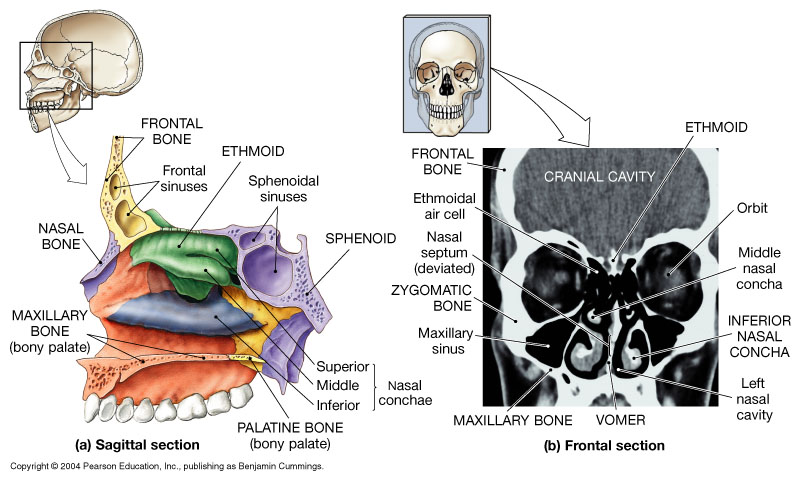 FRONTAL
BONE
ETHMOID
Frontal
sinuses
Sphenoidal
sinuses
NASAL
BONE
SPHENOID
MAXILLARY
BONE
(bony palate)
Superior
Middle
Inferior
Nasal
conchae
PALATINE BONE
(bony palate)
(a) Sagittal section
ETHMOID
FRONTAL
BONE
CRANIAL CAVITY
Ethmoidal
air cell
Orbit
Nasal
septum
(deviated)
Middle
nasal
concha
ZYGOMATIC
BONE
INFERIOR
NASAL
CONCHA
Maxillary
sinus
Left
nasal
cavity
MAXILLARY BONE
VOMER
(b) Frontal section
Copyright © 2004 Pearson Education, Inc., publishing as Benjamin Cummings.